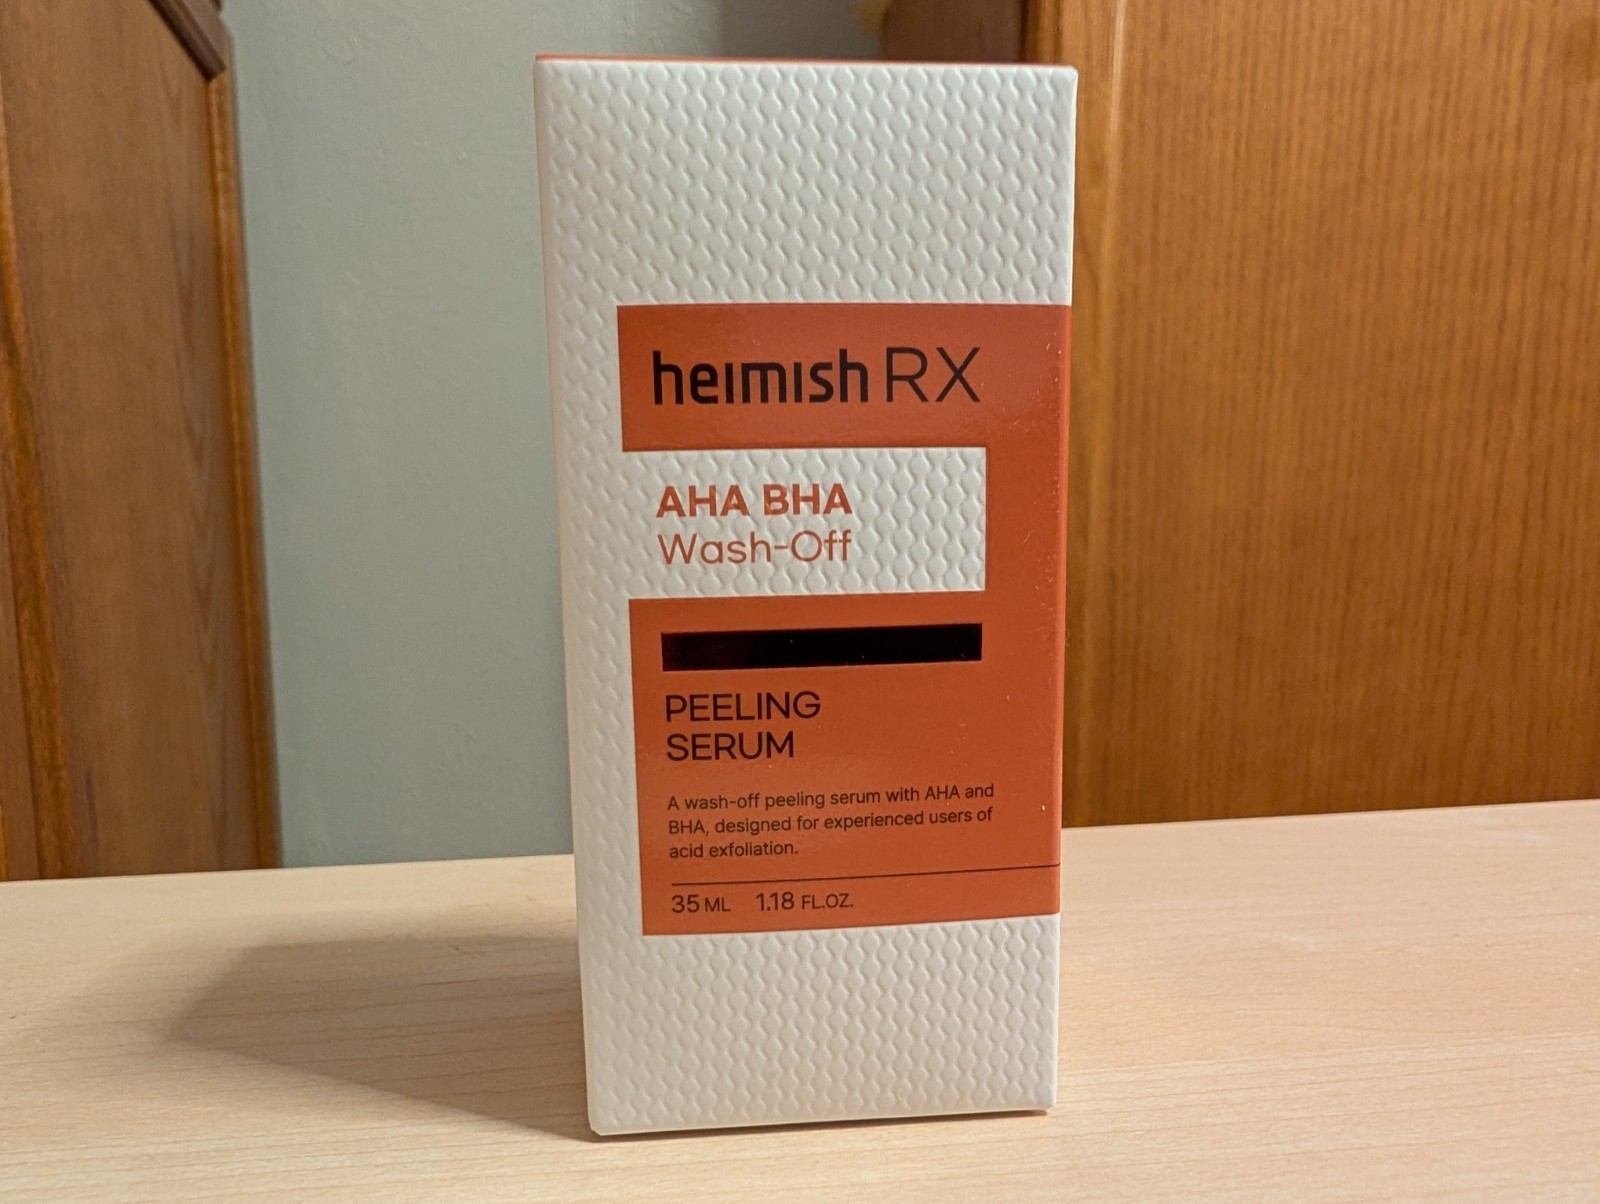 heimish RX
AHA BHA
Wash-Off
PEELING
SERUM
A wash-off peeling serum with AHA and
BHA, designed for experienced users of
acid exfoliation.
35 ML 1.18 FL.OZ.